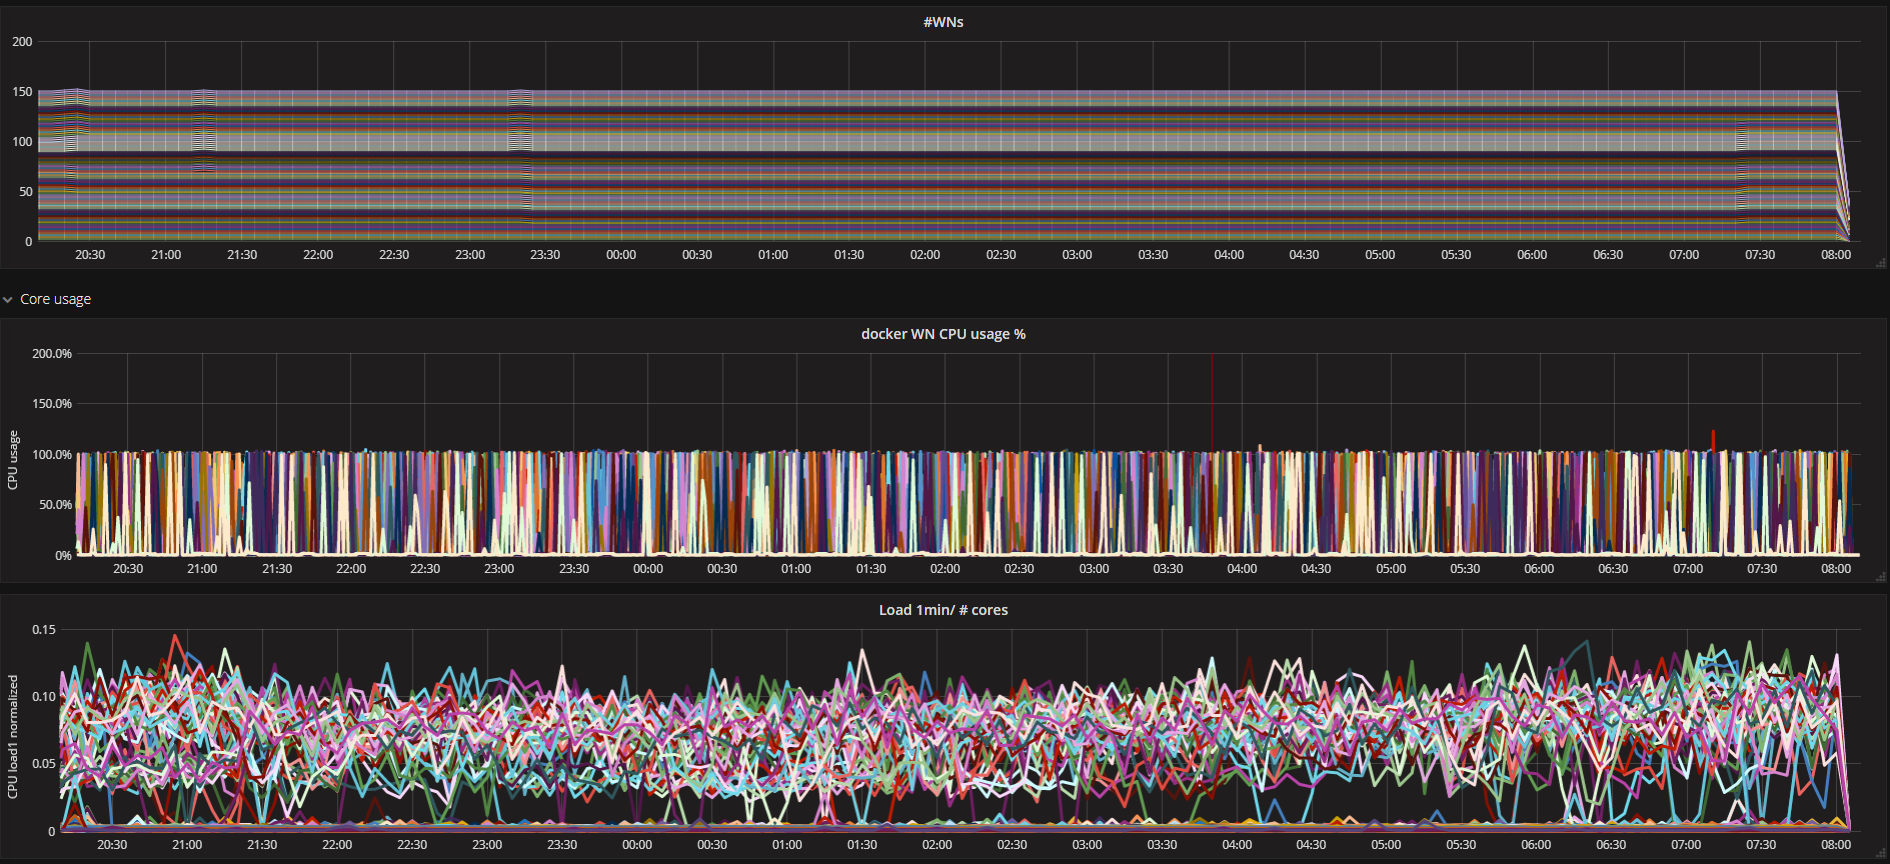 #WNs
200
150
100
50
0
20:30 21:00 21:30 22:00 22:30 23:00 23:30 00:00 00:30 01:00 01:30 02:00 02:30 03:00 03:30 04:00 04:30 05:00 05:30 06:00 06:30 07:00 07:30 08:00
Core usage
docker WN CPU usage %
CPU usage
200.0%
150.0%
100.0%
50.0%
0%
20:30 21:00 21:30 22:00 22:30 23:00 23:30 00:00 00:30 01:00 01:30 02:00 02:30 03:00 03:30 04:00 04:30 05:00 05:30 06:00 06:30 07:00 07:30 08:00
Load 1min/ # cores
CPU load1 normalized
0.15
0.10
0.05
0
20:30 21:00 21:30 22:00 22:30 23:00 23:30 00:00 00:30 01:00 01:30 02:00 02:30 03:00 03:30 04:00 04:30 05:00 05:30 06:00 06:30 07:00 07:30 08:00